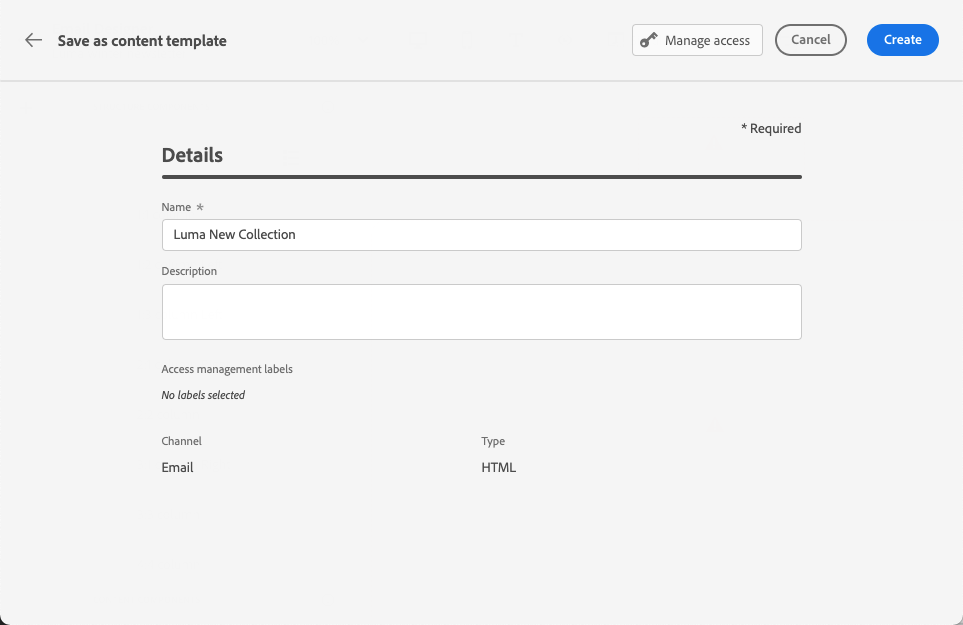 Save as content template
Manage access
Cancel
Create
* Required
Details
Name *
Luma New Collection
Description
Access management labels
No labels selected
Channel
Type
Email
HTML